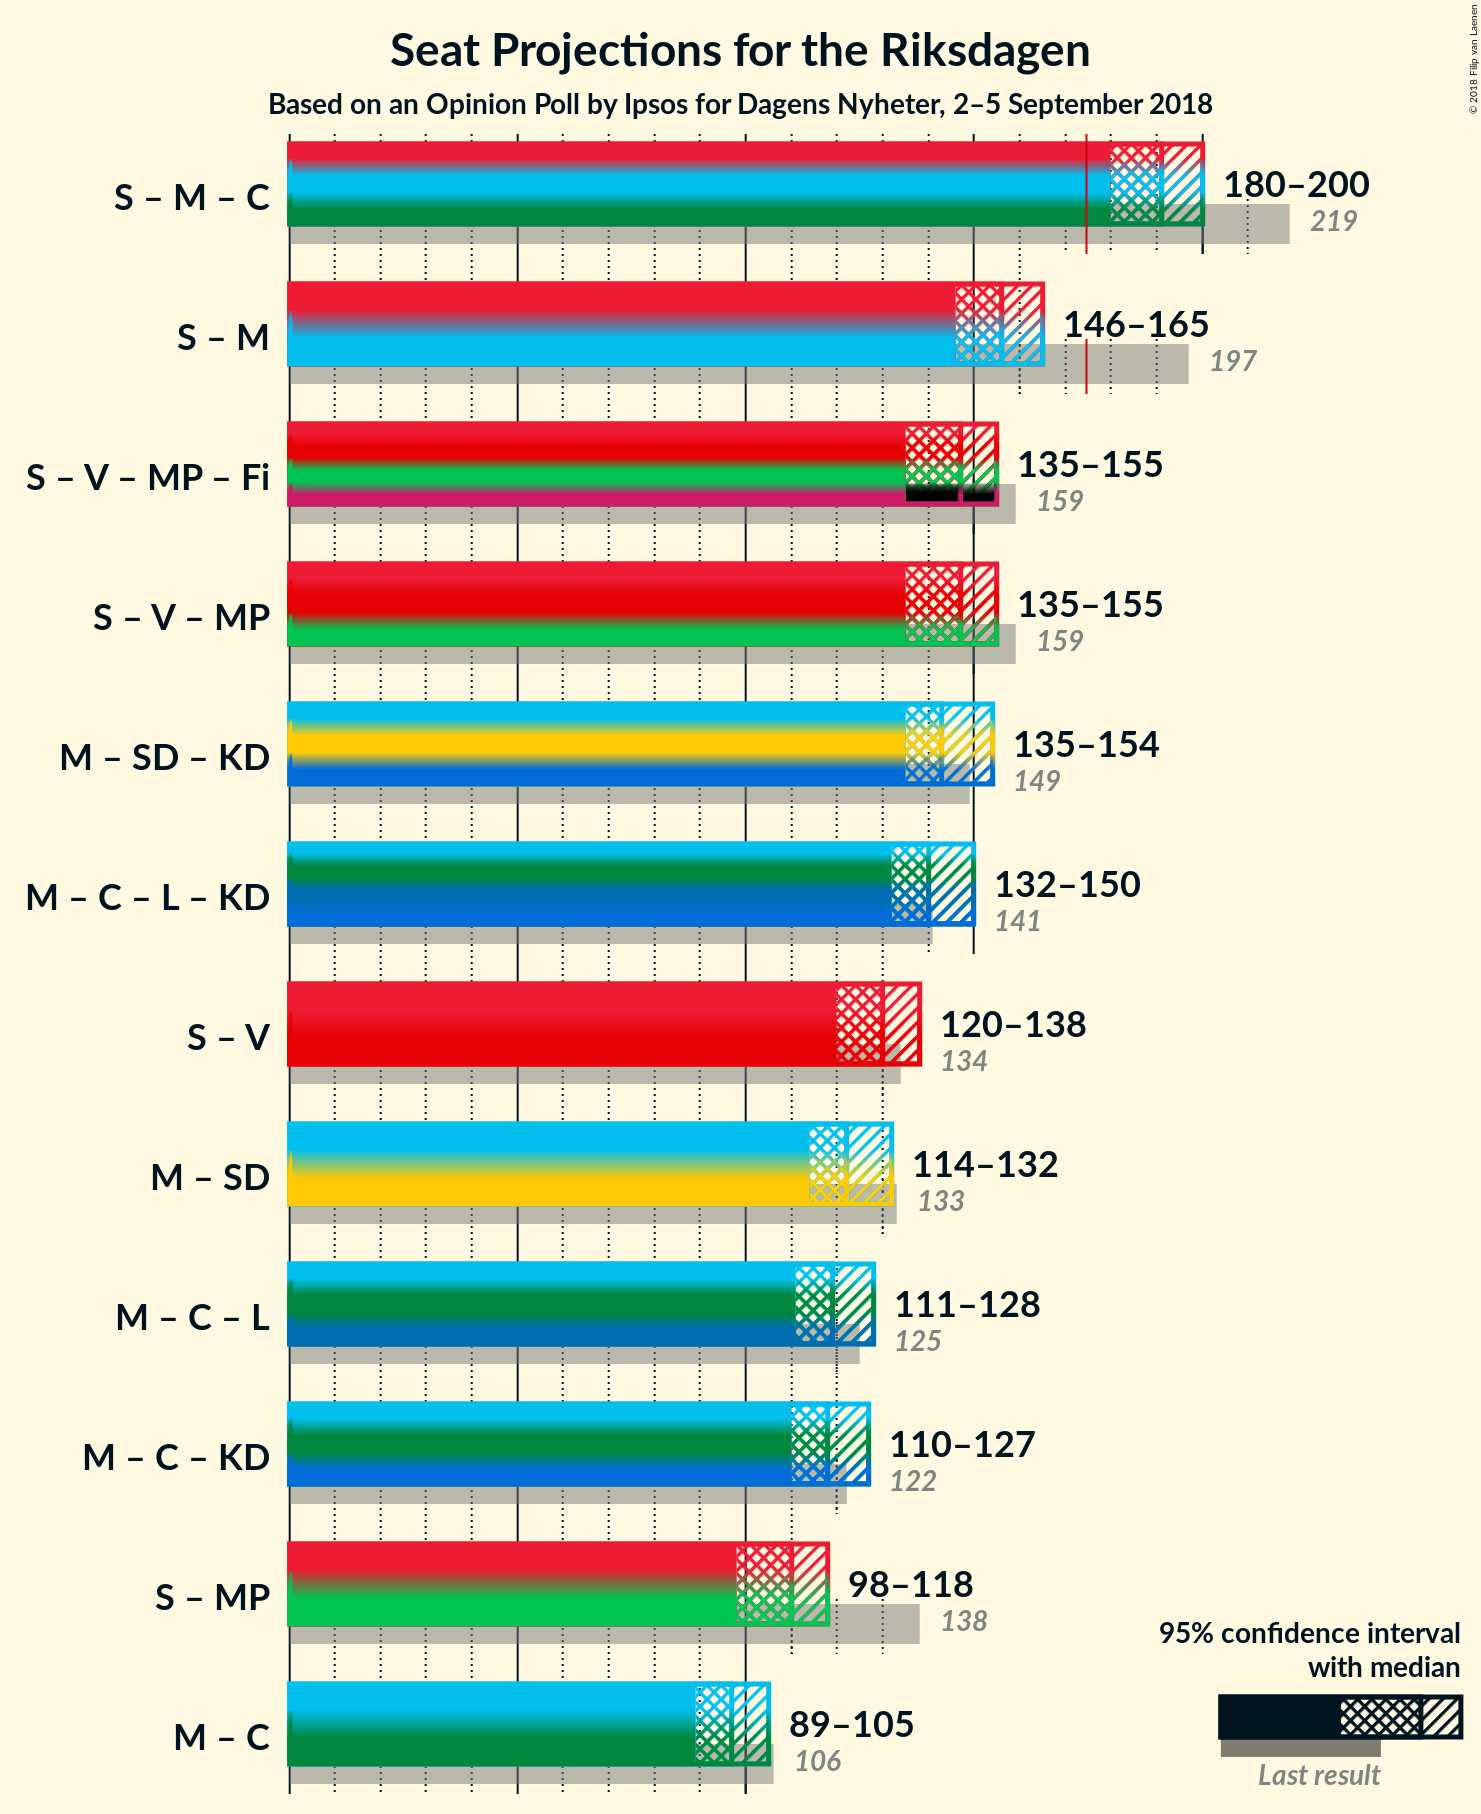 Seat Projections for the Riksdagen
Based on an Opinion Poll by Ipsos for Dagens Nyheter, 2–5 September 2018
© 2018 Filip van Laenen
S – M – C
180–200
219
S – M
146–165
197
S – V – MP – Fi
135–155
159
S – V – MP
135–155
159
M – SD – KD
135–154
149
M – C – L – KD
132–150
141
S – V
120–138
134
M – SD
114–132
133
M – C – L
111–128
125
M – C – KD
110–127
122
S – MP
98–118
138
M – C
89–105
106
95% confidence interval
with median
Last result